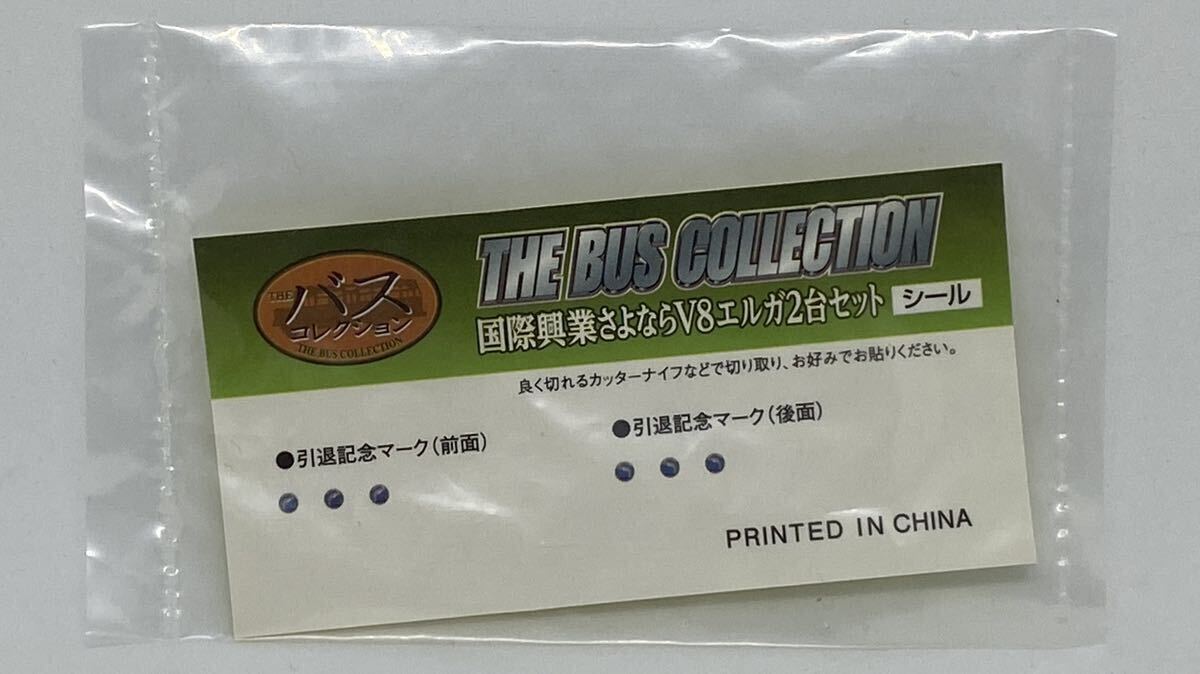 THE
バス
コレクション
THE BUS COLLECTION
THE BUS COLLECTION
国際興業さよならV8エルガ2台セット シール
良く切れるカッターナイフなどで切り取り、お好みでお貼りください。
●引退記念マーク(前面)
●引退記念マーク(後面)
PRINTED IN CHINA